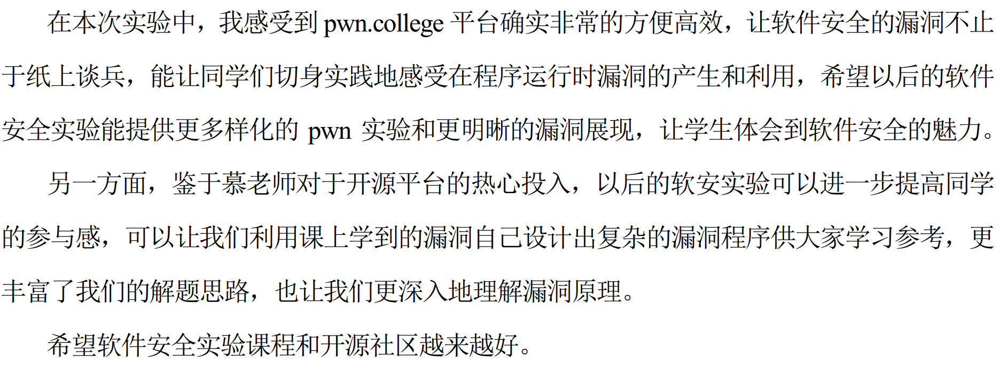 在本次实验中，我感受到 pwn.college 平台确实非常的方便高效，让软件安全的漏洞不止
于纸上谈兵，能让同学们切身实践地感受在程序运行时漏洞的产生和利用，希望以后的软件
安全实验能提供更多样化的 pwn 实验和更明晰的漏洞展现，让学生体会到软件安全的魅力。
另一方面，鉴于慕老师对于开源平台的热心投入，以后的软安实验可以进一步提高同学
的参与感，可以让我们利用课上学到的漏洞自己设计出复杂的漏洞程序供大家学习参考，更
丰富了我们的解题思路，也让我们更深入地理解漏洞原理。
希望软件安全实验课程和开源社区越来越好。